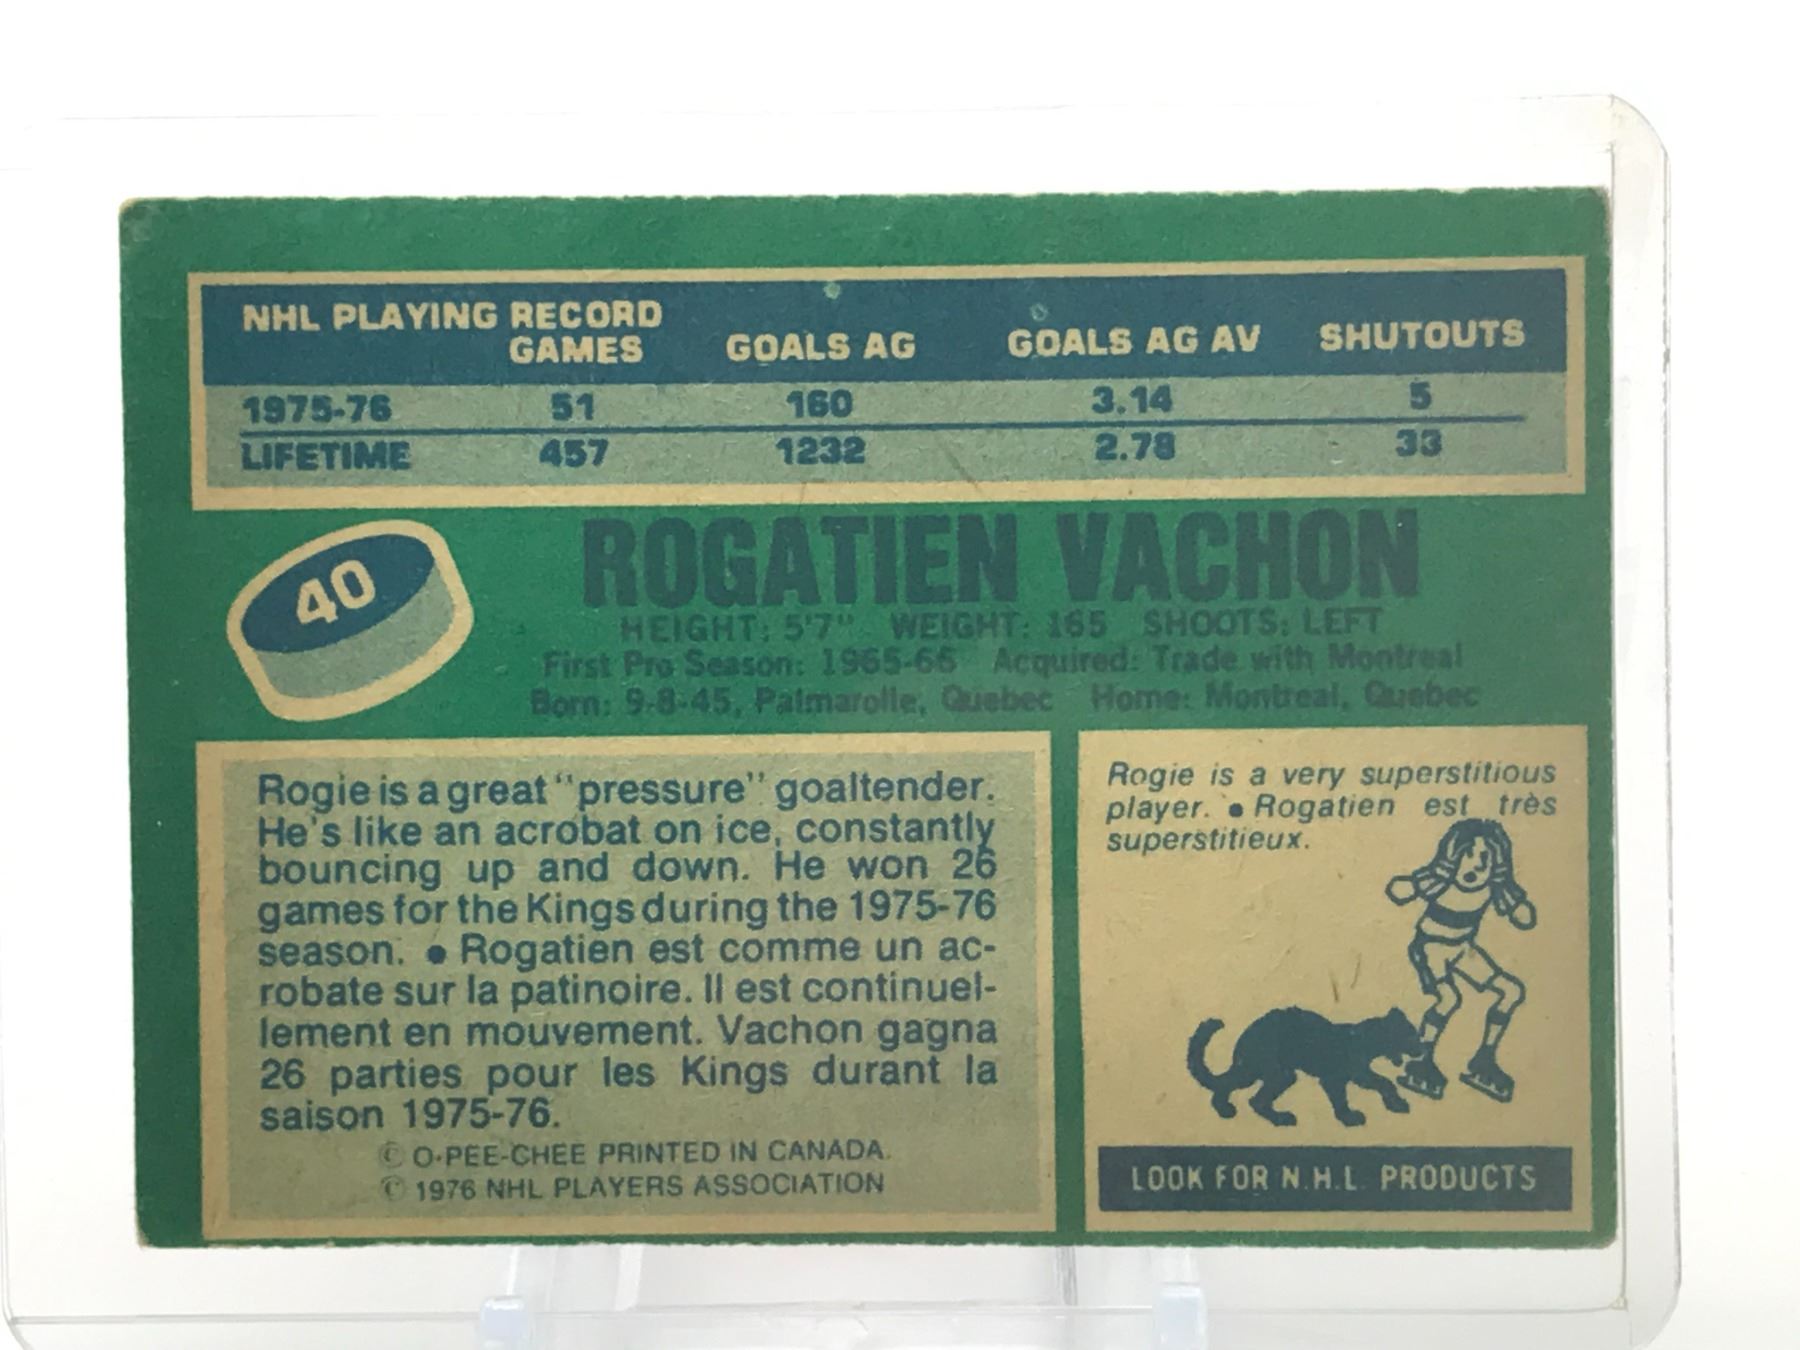 NHL PLAYING RECORD
GAMES GOALS AG GOALS AG AV SHUTOUTS
1975-76 51 160 3.14 5
LIFETIME 457 1232 2.78 33
40
ROGATIEN VACHON
HEIGHT: 5'7" WEIGHT: 165 SHOOTS: LEFT
First Pro Season: 1965-66 Acquired: Trade with Montreal
Born: 9-8-45, Palmarolle, Quebec Home: Montreal, Quebec
Rogie is a great "pressure" goaltender.
He's like an acrobat on ice, constantly
bouncing up and down. He won 26
games for the Kings during the 1975-76
season. ● Rogatien est comme un ac-
robate sur la patinoire. Il est continuel-
lement en mouvement. Vachon gagna
26 parties pour les Kings durant la
saison 1975-76.
© O-PEE-CHEE PRINTED IN CANADA.
© 1976 NHL PLAYERS ASSOCIATION
Rogie is a very superstitious
player. ● Rogatien est très
superstitieux.
LOOK FOR N.H.L. PRODUCTS